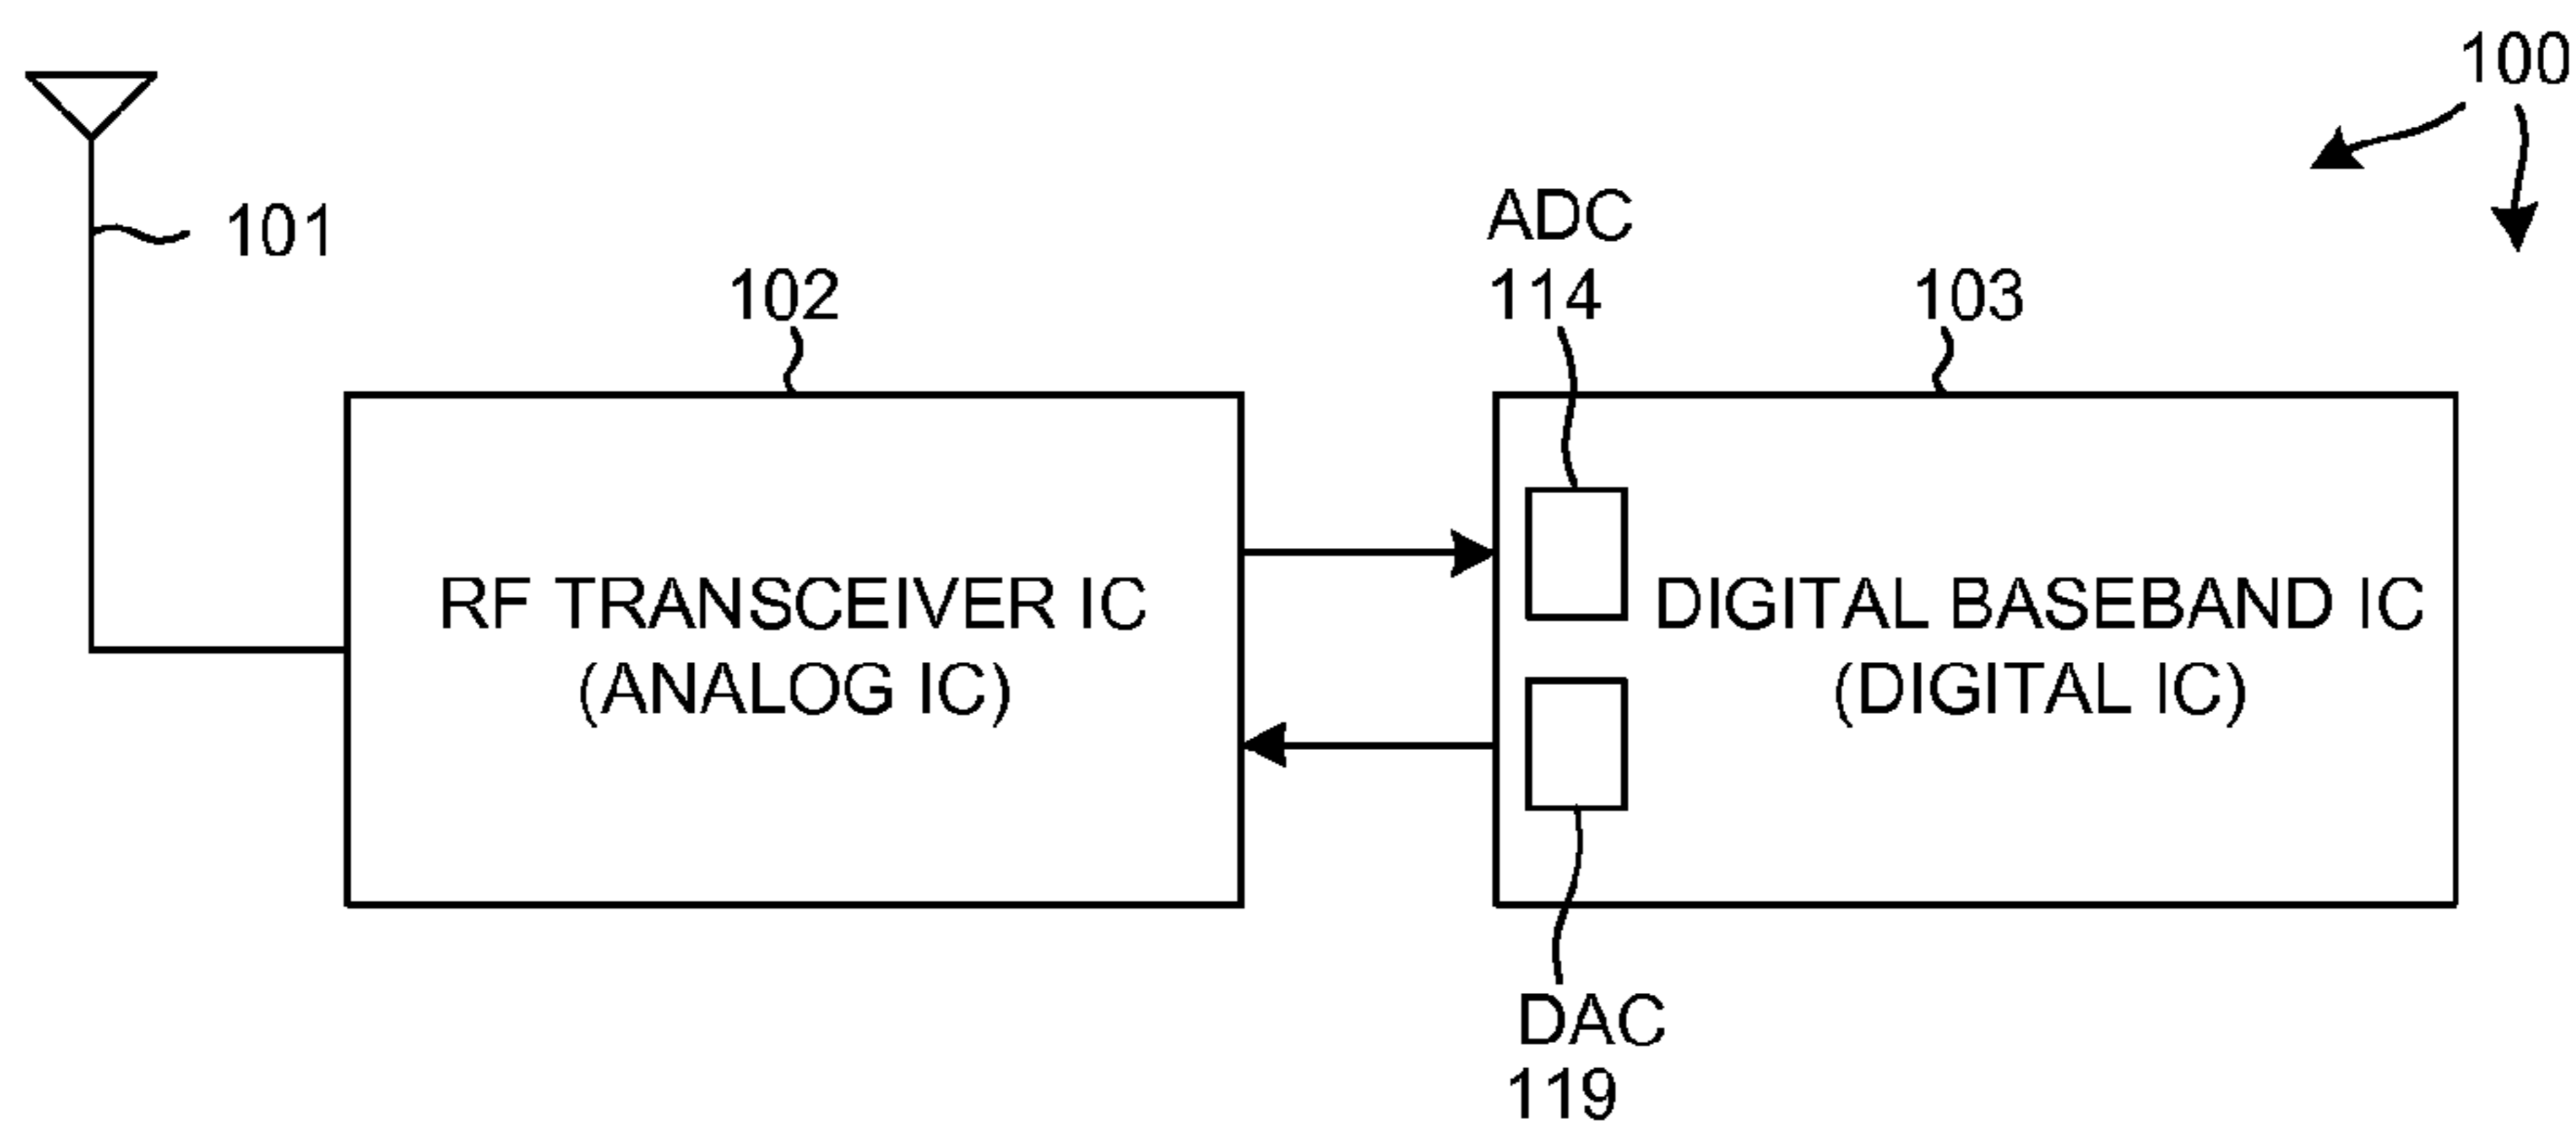 100
101
ADC
114
102
103
RF TRANSCEIVER IC
(ANALOG IC)
DIGITAL BASEBAND IC
(DIGITAL IC)
DAC
119